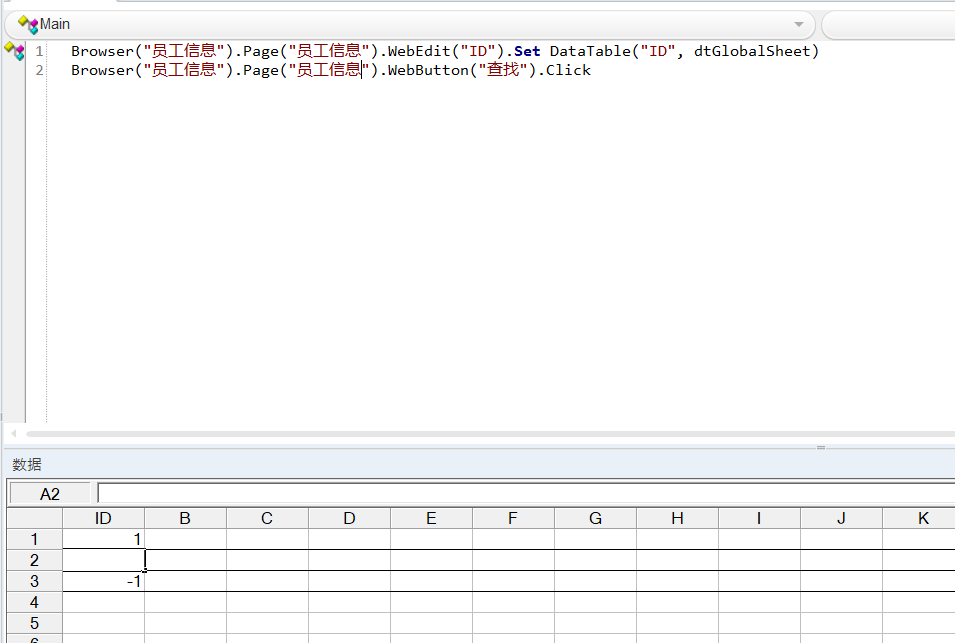 Main
1 Browser("员工信息").Page("员工信息").WebEdit("ID").Set DataTable("ID", dtGlobalSheet)
2 Browser("员工信息").Page("员工信息").WebButton("查找").Click
数据
A2
ID B C D E F G H I J K
1 1
2
3 -1
4
5
6